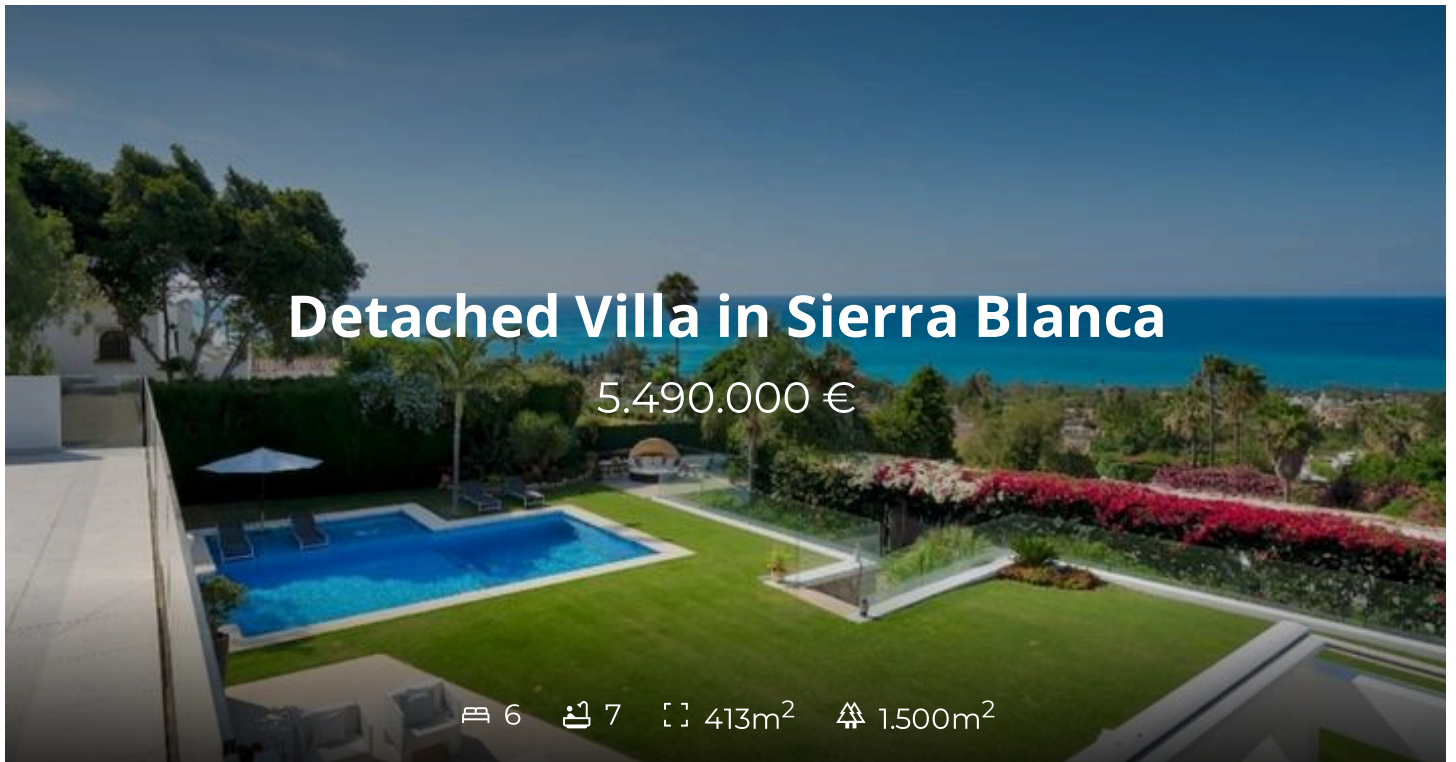 Detached Villa in Sierra Blanca
5.490.000 €
6 7 413m² 1.500m²